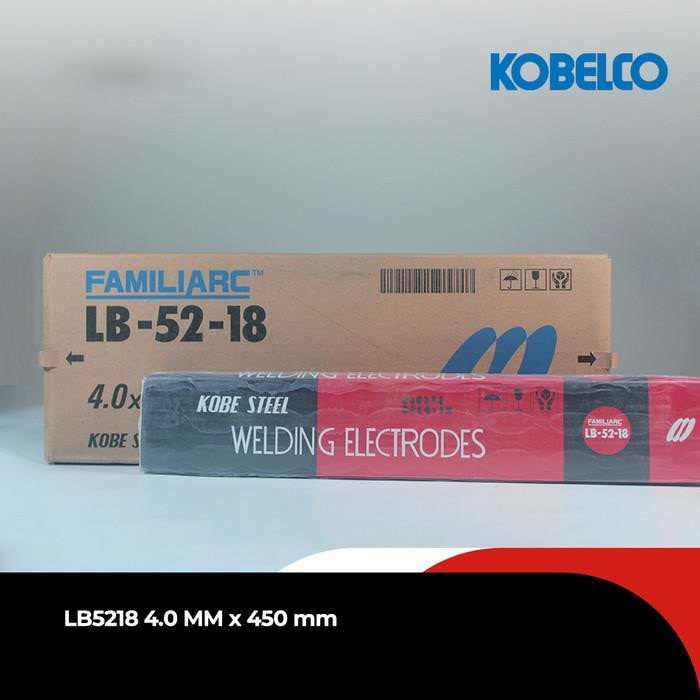 KOBELCO
FAMILIARC™
LB-52-18
4.0x
KOBE S
WELDING ELECTRODES
KOBE STEEL
WELDING ELECTRODES
FAMILIARC
LB-52-18
LB5218 4.0 MM x 450 mm